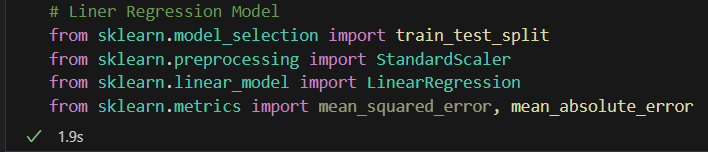 # Liner Regression Model
from sklearn.model_selection import train_test_split
from sklearn.preprocessing import StandardScaler
from sklearn.linear_model import LinearRegression
from sklearn.metrics import mean_squared_error, mean_absolute_error
✓ 1.9s